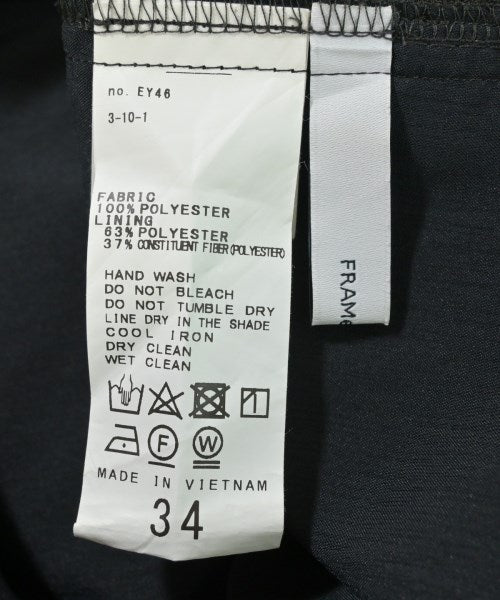 no. EY46
3-10-1
FABRIC
100% POLYESTER
LINING
63% POLYESTER
37% CONSTITUENT FIBER(POLYESTER)
HAND WASH
DO NOT BLEACH
DO NOT TUMBLE DRY
LINE DRY IN THE SHADE
COOL IRON
DRY CLEAN
WET CLEAN
F W
MADE IN VIETNAM
34
FRAM